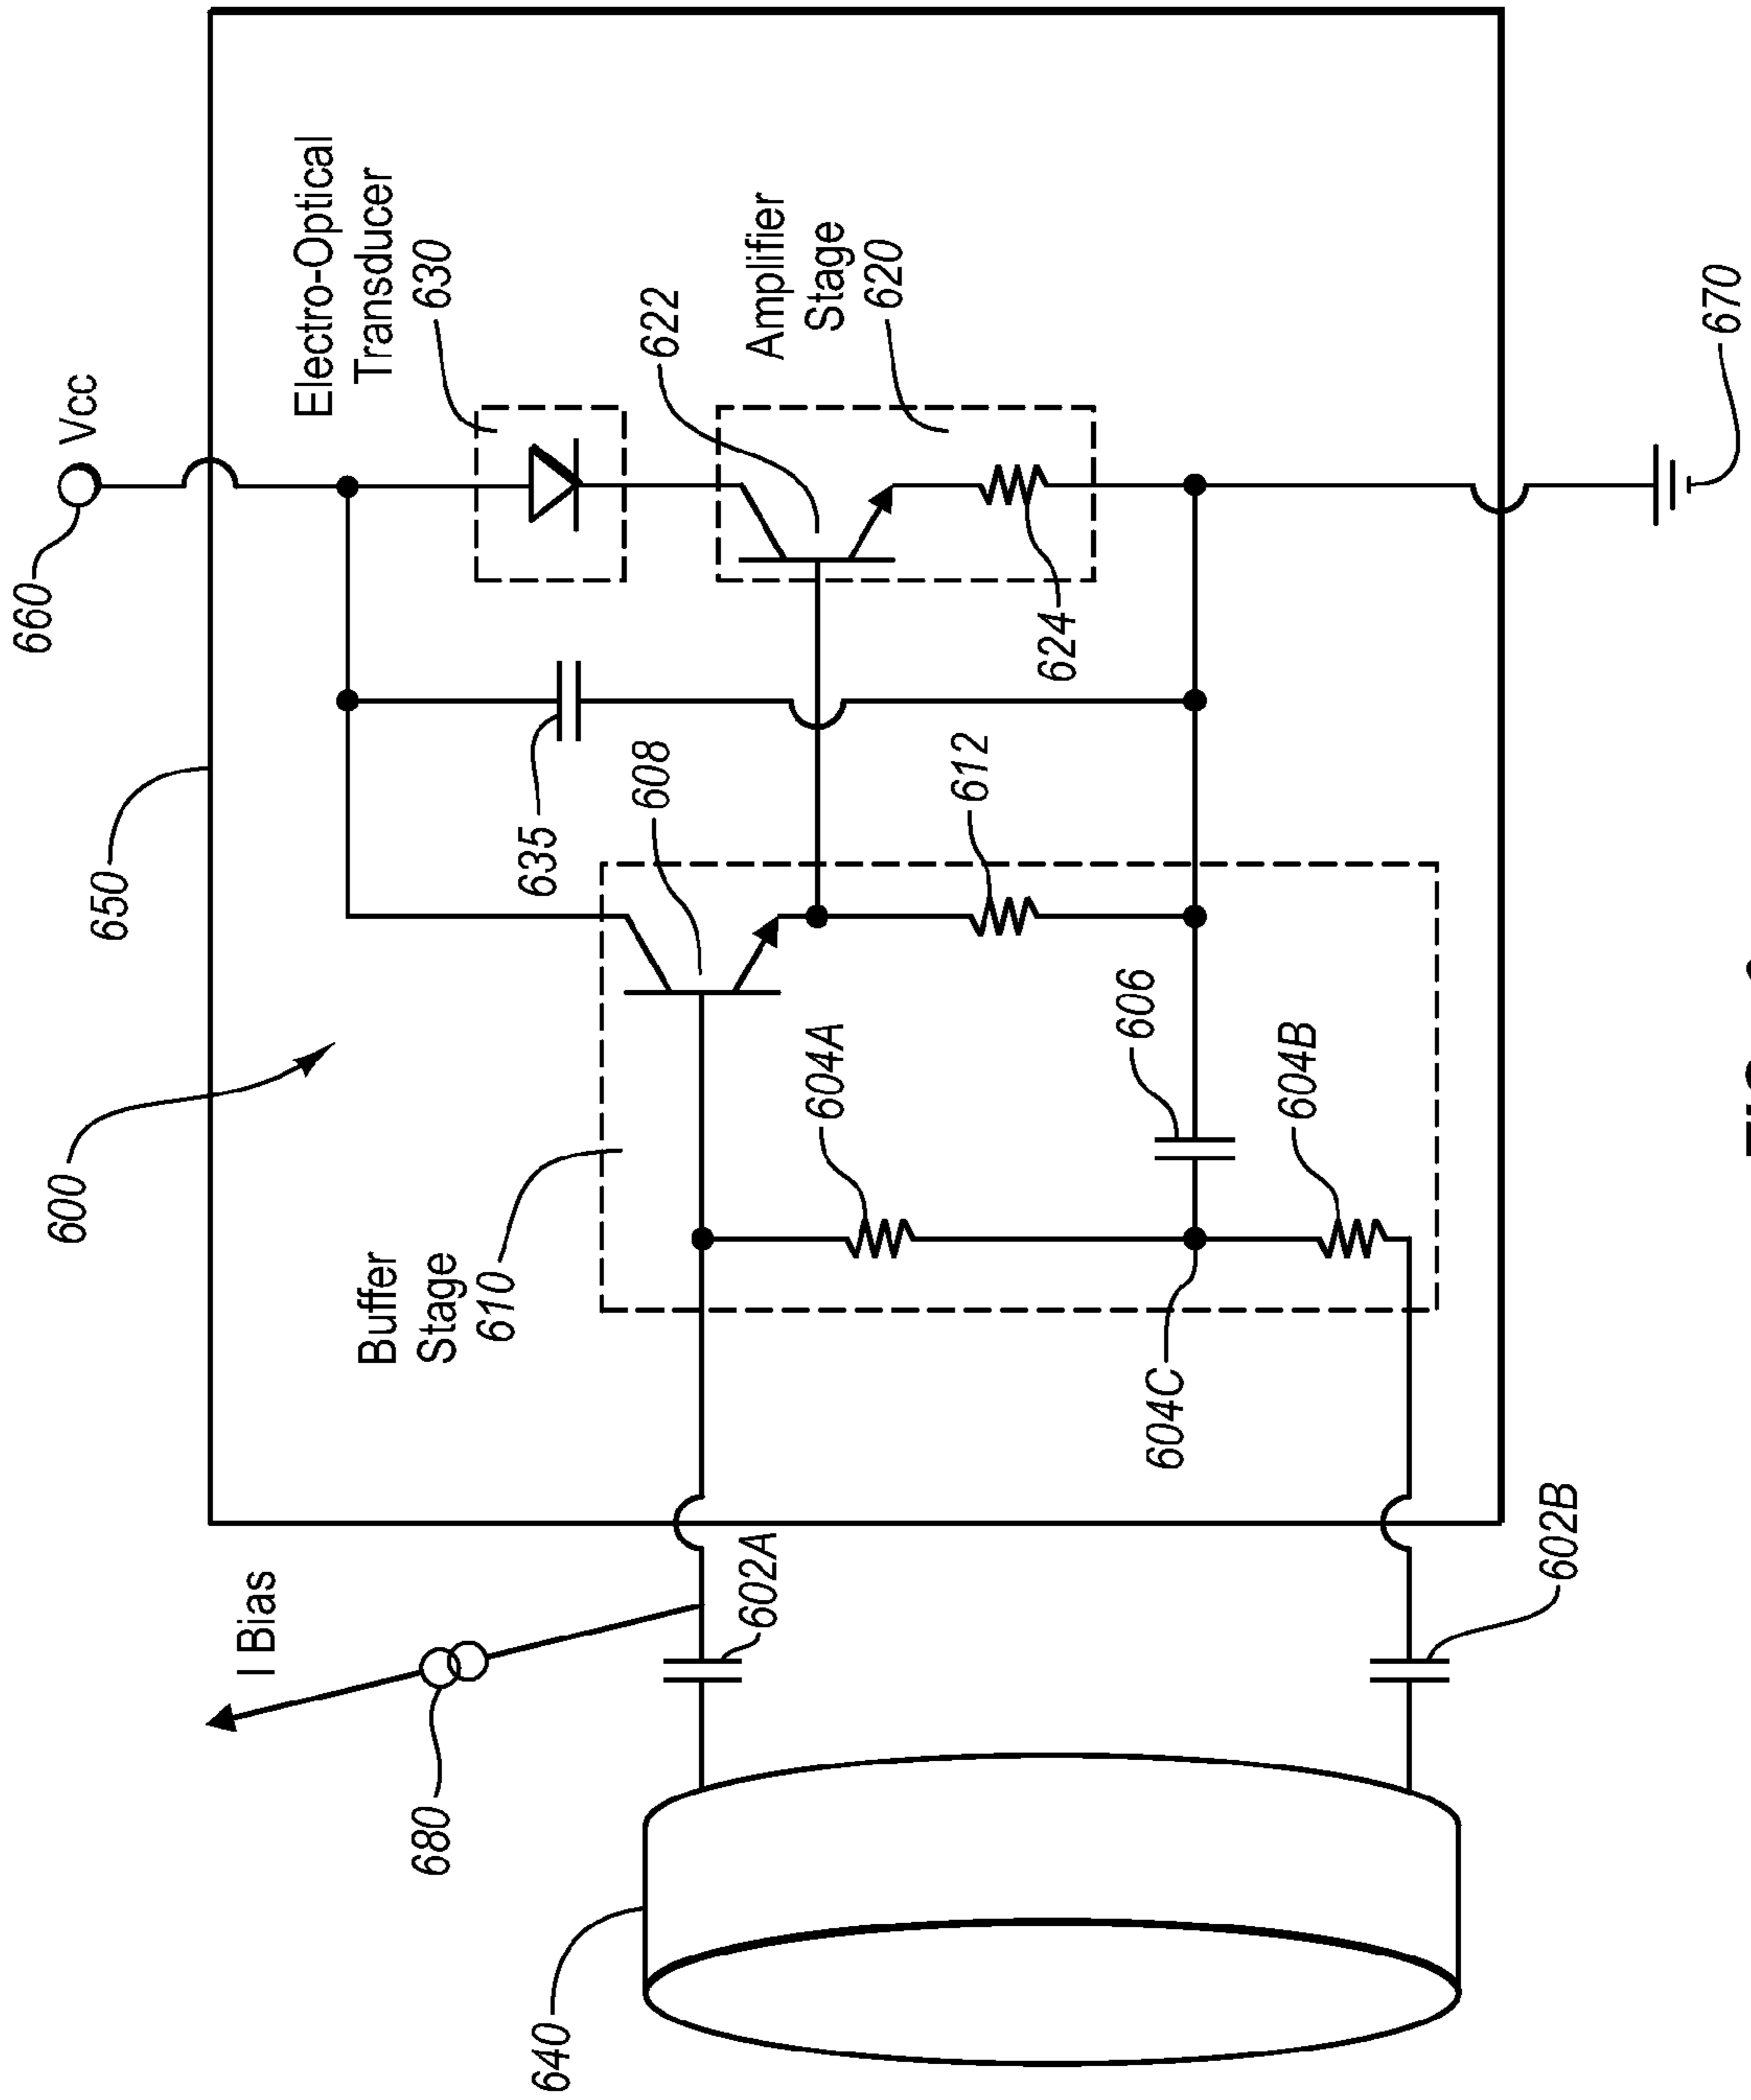 660
Vcc
650
600
Electro-Optical
Transducer
630
622
Amplifier
Stage
620
624
635
608
612
Buffer
Stage
610
604A
606
604B
604C
I Bias
680
602A
602B
640
670